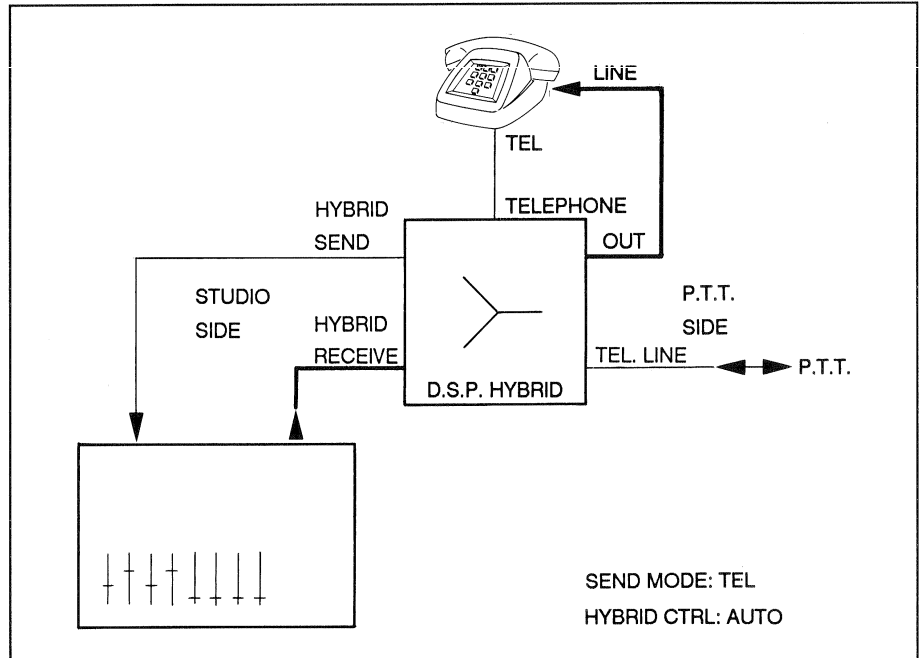 LINE
TEL
HYBRID
SEND
TELEPHONE
OUT
STUDIO
SIDE
P.T.T.
SIDE
HYBRID
RECEIVE
TEL. LINE
P.T.T.
D.S.P. HYBRID
SEND MODE: TEL
HYBRID CTRL: AUTO